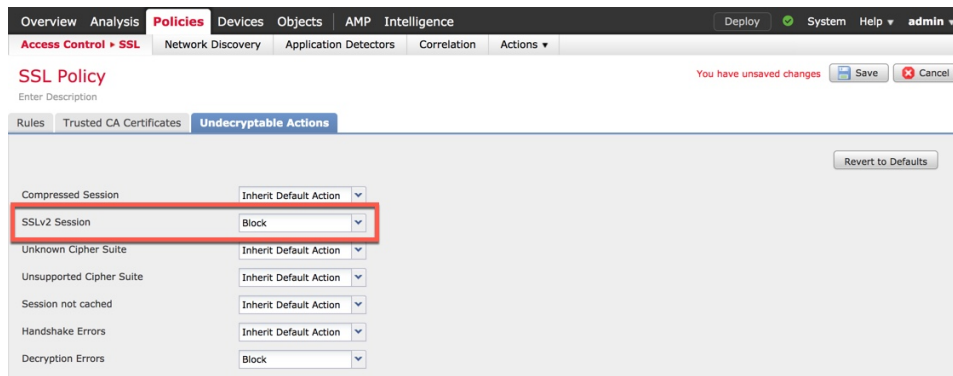 Overview Analysis Policies Devices Objects AMP Intelligence Deploy System Help admin
Access Control ▸ SSL Network Discovery Application Detectors Correlation Actions ▾
SSL Policy
You have unsaved changes Save Cancel
Enter Description
Rules Trusted CA Certificates Undecryptable Actions
Revert to Defaults
Compressed Session Inherit Default Action
SSLv2 Session Block
Unknown Cipher Suite Inherit Default Action
Unsupported Cipher Suite Inherit Default Action
Session not cached Inherit Default Action
Handshake Errors Inherit Default Action
Decryption Errors Block